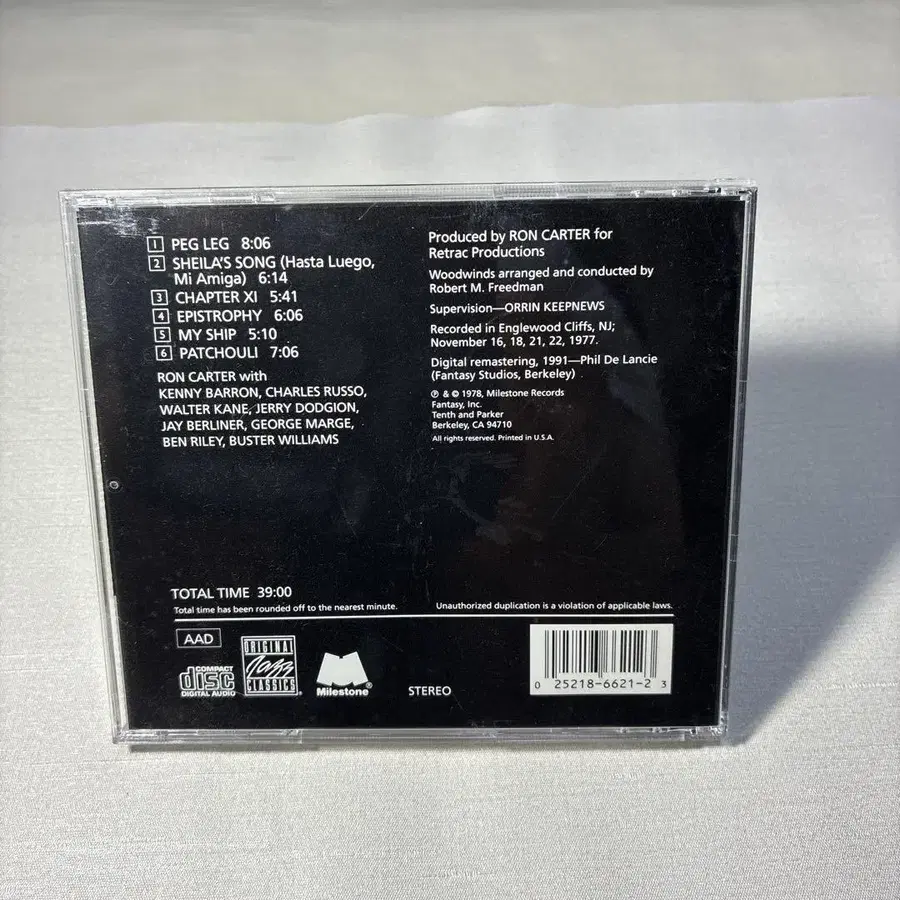 1 PEG LEG 8:06
2 SHEILA'S SONG (Hasta Luego,
Mi Amiga) 6:14
3 CHAPTER XI 5:41
4 EPISTROPHY 6:06
5 MY SHIP 5:10
6 PATCHOULI 7:06
RON CARTER with
KENNY BARRON, CHARLES RUSSO,
WALTER KANE, JERRY DODGION,
JAY BERLINER, GEORGE MARGE,
BEN RILEY, BUSTER WILLIAMS
Produced by RON CARTER for
Retrac Productions
Woodwinds arranged and conducted by
Robert M. Freedman
Supervision—ORRIN KEEPNEWS
Recorded in Englewood Cliffs, NJ;
November 16, 18, 21, 22, 1977.
Digital remastering, 1991—Phil De Lancie
(Fantasy Studios, Berkeley)
℗ & © 1978, Milestone Records
Fantasy, Inc.
Tenth and Parker
Berkeley, CA 94710
All rights reserved. Printed in U.S.A.
TOTAL TIME 39:00
Total time has been rounded off to the nearest minute.
Unauthorized duplication is a violation of applicable laws.
AAD
COMPACT
disc
DIGITAL AUDIO
ORIGINAL
Jazz
CLASSICS®
Milestone®
STEREO
0 25218-6621-2 3